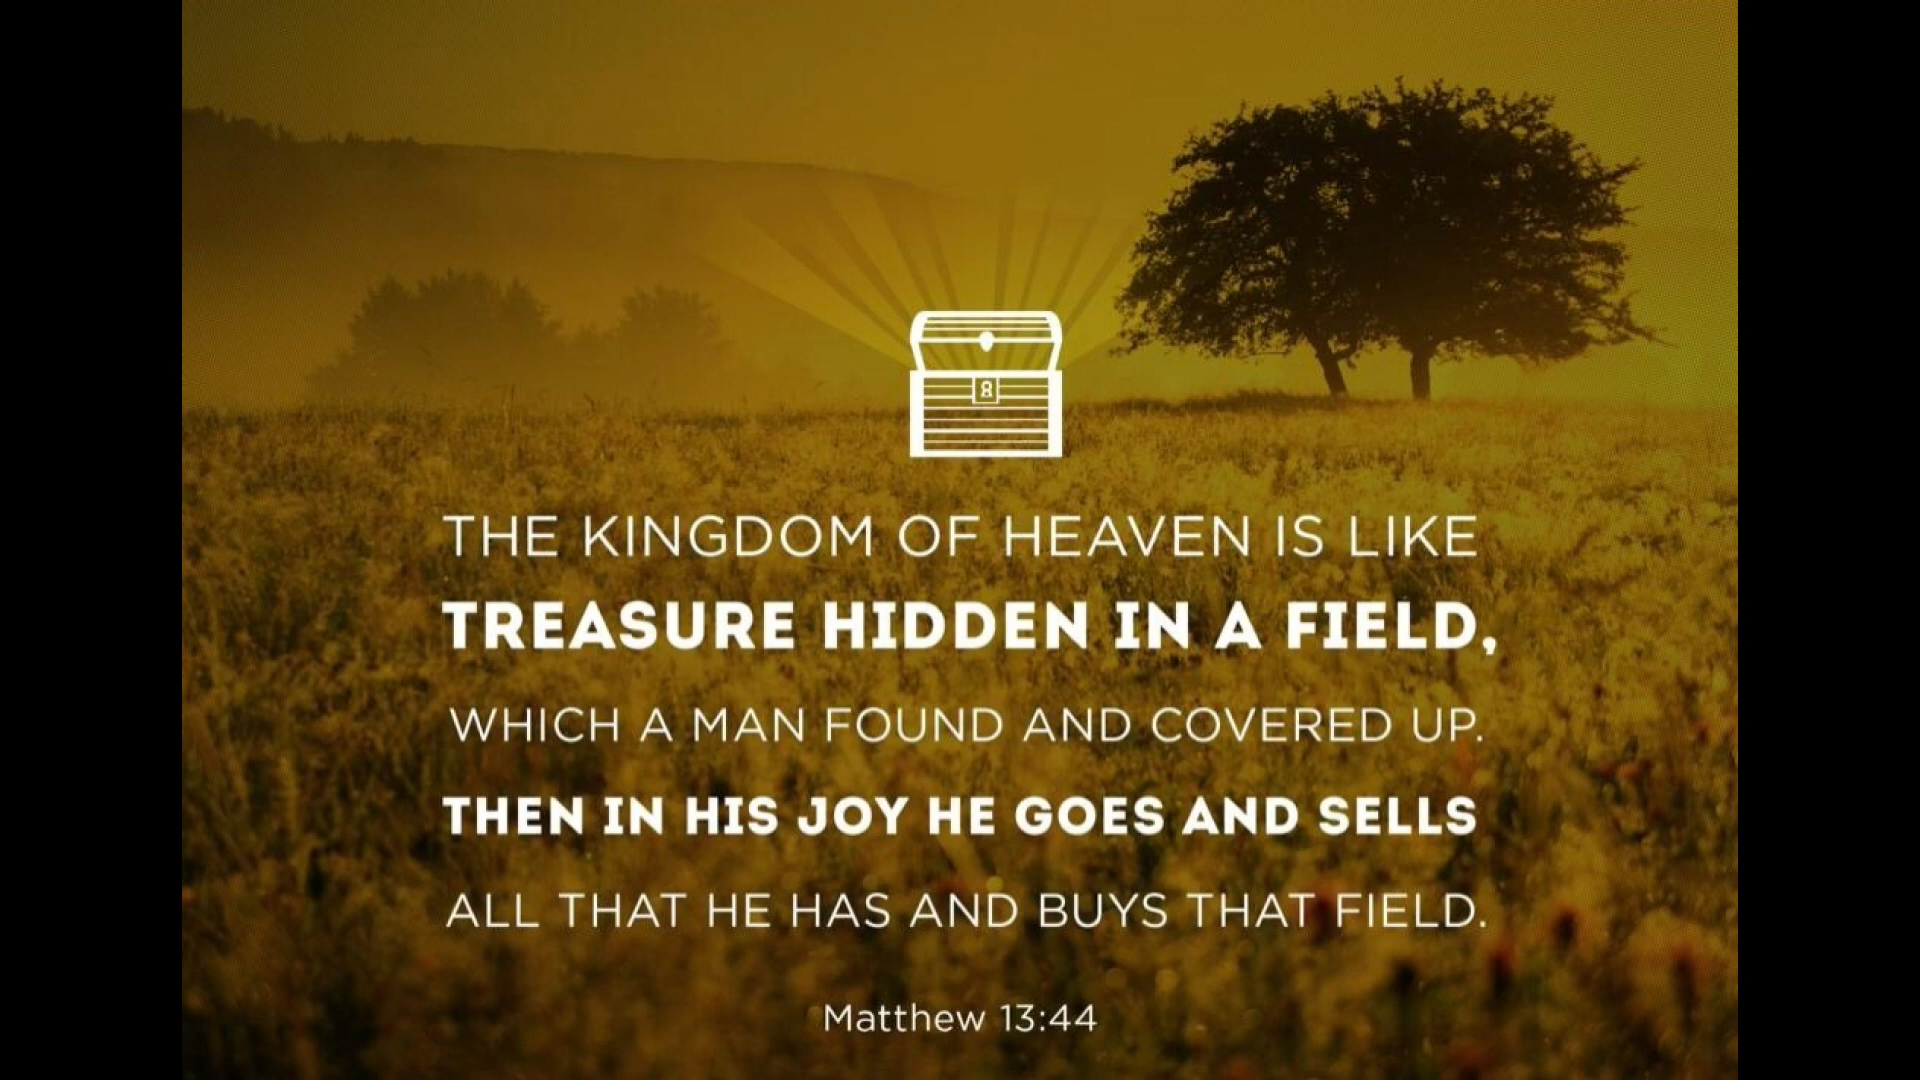 THE KINGDOM OF HEAVEN IS LIKE
TREASURE HIDDEN IN A FIELD,
WHICH A MAN FOUND AND COVERED UP.
THEN IN HIS JOY HE GOES AND SELLS
ALL THAT HE HAS AND BUYS THAT FIELD.
Matthew 13:44